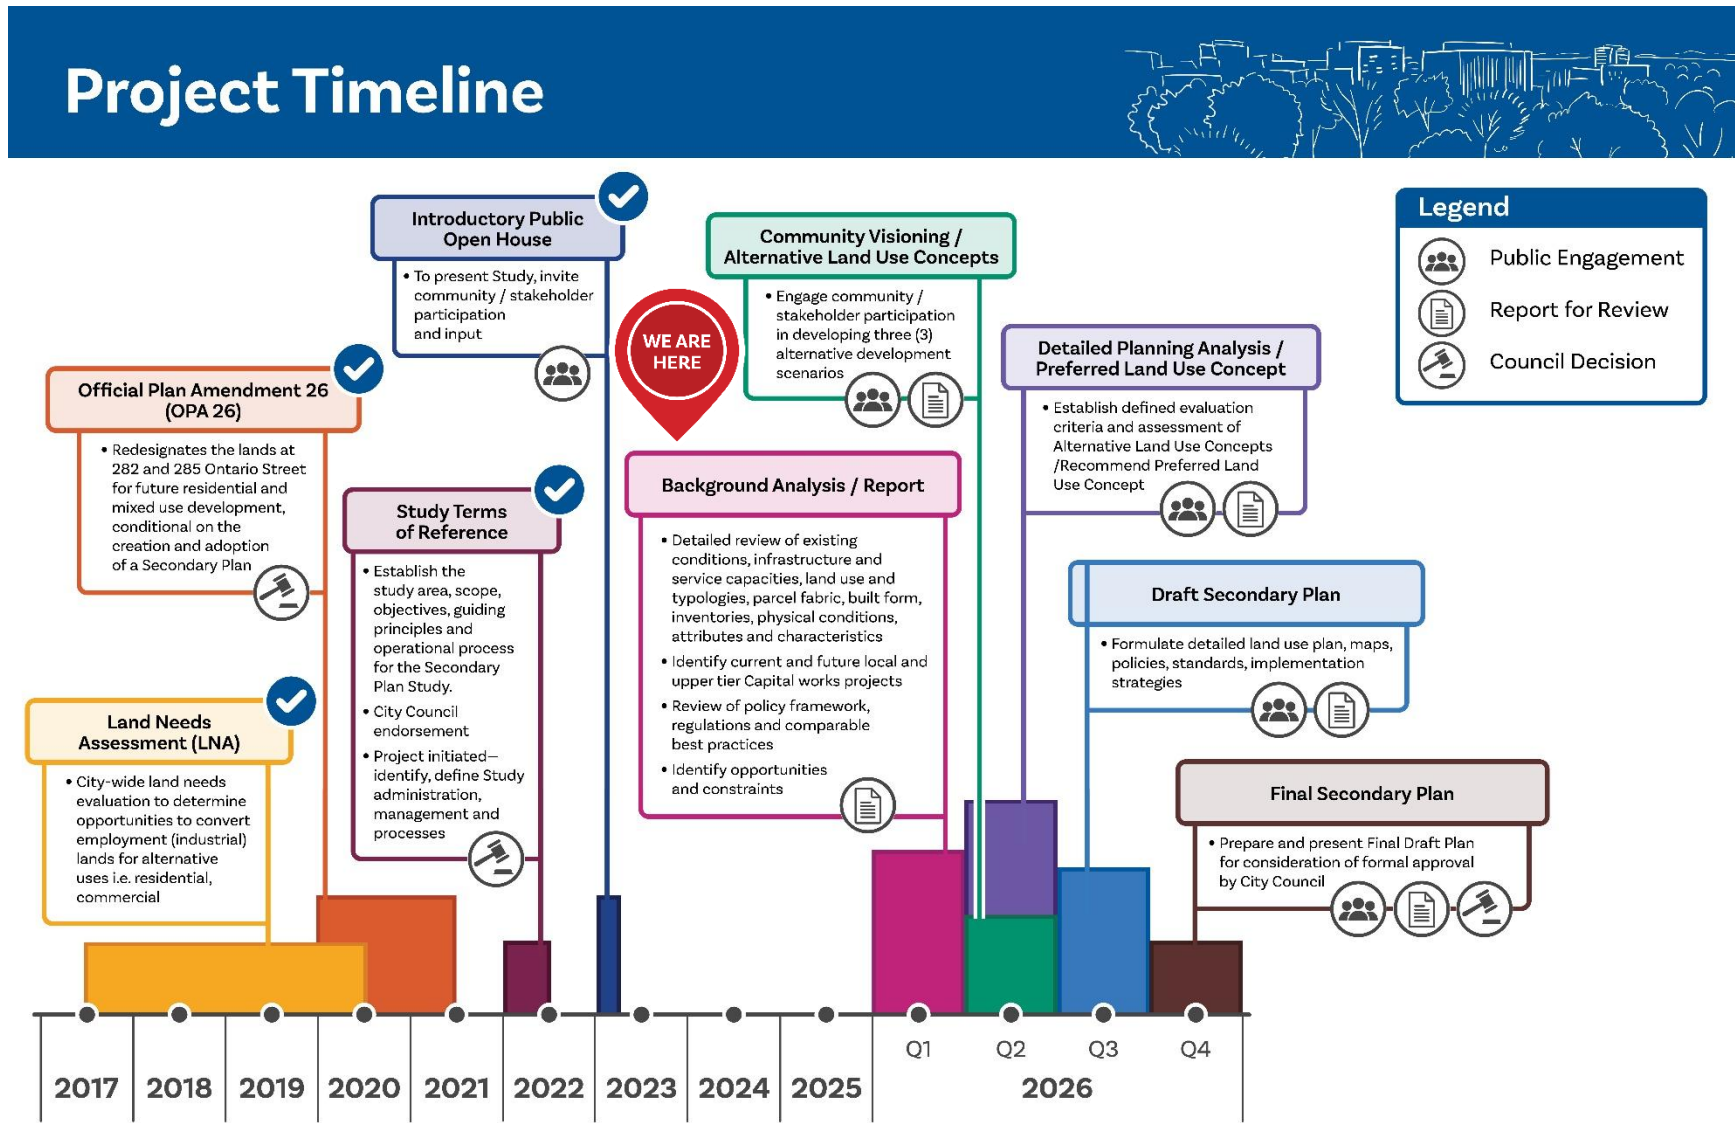 Project Timeline
Introductory Public
Open House
• To present Study, invite
community / stakeholder
participation
and input
WE ARE
HERE
Community Visioning /
Alternative Land Use Concepts
• Engage community /
stakeholder participation
in developing three (3)
alternative development
scenarios
Legend
Public Engagement
Report for Review
Council Decision
Official Plan Amendment 26
(OPA 26)
• Redesignates the lands at
282 and 285 Ontario Street
for future residential and
mixed use development,
conditional on the
creation and adoption
of a Secondary Plan
Study Terms
of Reference
• Establish the
study area, scope,
objectives, guiding
principles and
operational process
for the Secondary
Plan Study.
• City Council
endorsement
• Project initiated—
identify, define Study
administration,
management and
processes
Background Analysis / Report
• Detailed review of existing
conditions, infrastructure and
service capacities, land use and
typologies, parcel fabric, built form,
inventories, physical conditions,
attributes and characteristics
• Identify current and future local and
upper tier Capital works projects
• Review of policy framework,
regulations and comparable
best practices
• Identify opportunities
and constraints
Detailed Planning Analysis /
Preferred Land Use Concept
• Establish defined evaluation
criteria and assessment of
Alternative Land Use Concepts
/Recommend Preferred Land
Use Concept
Draft Secondary Plan
• Formulate detailed land use plan, maps,
policies, standards, implementation
strategies
Land Needs
Assessment (LNA)
• City-wide land needs
evaluation to determine
opportunities to convert
employment (industrial)
lands for alternative
uses i.e. residential,
commercial
Final Secondary Plan
• Prepare and present Final Draft Plan
for consideration of formal approval
by City Council
Q1 Q2 Q3 Q4
2017 2018 2019 2020 2021 2022 2023 2024 2025 2026